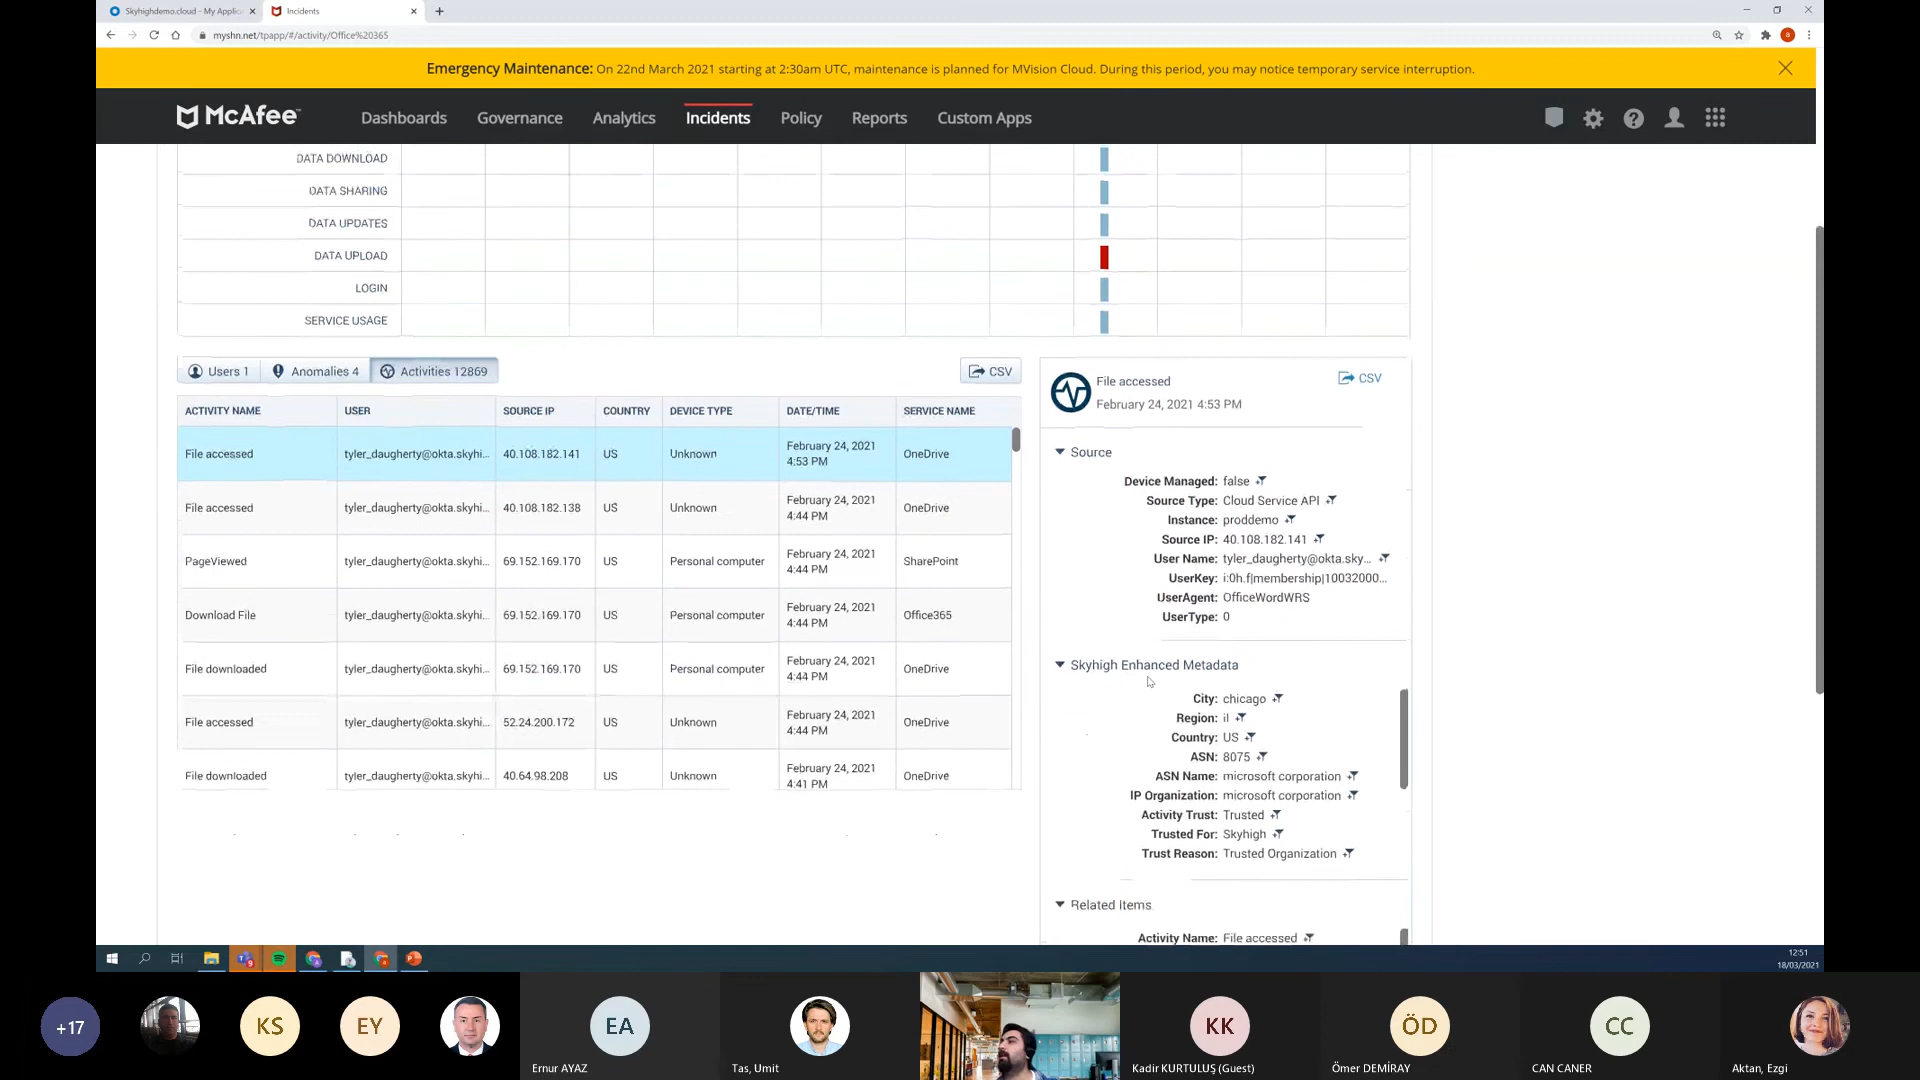 Skyhighdemo.cloud - My Applic
Incidents
myshn.net/tpapp/#/activity/Office%20365
Emergency Maintenance: On 22nd March 2021 starting at 2:30am UTC, maintenance is planned for MVision Cloud. During this period, you may notice temporary service interruption.
McAfee
Dashboards Governance Analytics Incidents Policy Reports Custom Apps
DATA DOWNLOAD
DATA SHARING
DATA UPDATES
DATA UPLOAD
LOGIN
SERVICE USAGE
Users 1 Anomalies 4 Activities 12869 CSV
ACTIVITY NAME USER SOURCE IP COUNTRY DEVICE TYPE DATE/TIME SERVICE NAME
File accessed tyler_daugherty@okta.skyhi... 40.108.182.141 US Unknown February 24, 2021 4:53 PM OneDrive
File accessed tyler_daugherty@okta.skyhi... 40.108.182.138 US Unknown February 24, 2021 4:44 PM OneDrive
PageViewed tyler_daugherty@okta.skyhi... 69.152.169.170 US Personal computer February 24, 2021 4:44 PM SharePoint
Download File tyler_daugherty@okta.skyhi... 69.152.169.170 US Personal computer February 24, 2021 4:44 PM Office365
File downloaded tyler_daugherty@okta.skyhi... 69.152.169.170 US Personal computer February 24, 2021 4:44 PM OneDrive
File accessed tyler_daugherty@okta.skyhi... 52.24.200.172 US Unknown February 24, 2021 4:44 PM OneDrive
File downloaded tyler_daugherty@okta.skyhi... 40.64.98.208 US Unknown February 24, 2021 4:41 PM OneDrive
File accessed CSV
February 24, 2021 4:53 PM
Source
Device Managed: false
Source Type: Cloud Service API
Instance: proddemo
Source IP: 40.108.182.141
User Name: tyler_daugherty@okta.sky...
UserKey: i:0h.f|membership|10032000...
UserAgent: OfficeWordWRS
UserType: 0
Skyhigh Enhanced Metadata
City: chicago
Region: il
Country: US
ASN: 8075
ASN Name: microsoft corporation
IP Organization: microsoft corporation
Activity Trust: Trusted
Trusted For: Skyhigh
Trust Reason: Trusted Organization
Related Items
Activity Name: File accessed
12:51
18/03/2021
+17
KS
EY
EA
Ernur AYAZ
Tas, Umit
KK
Kadir KURTULUŞ (Guest)
ÖD
Ömer DEMİRAY
CC
CAN CANER
Aktan, Ezgi